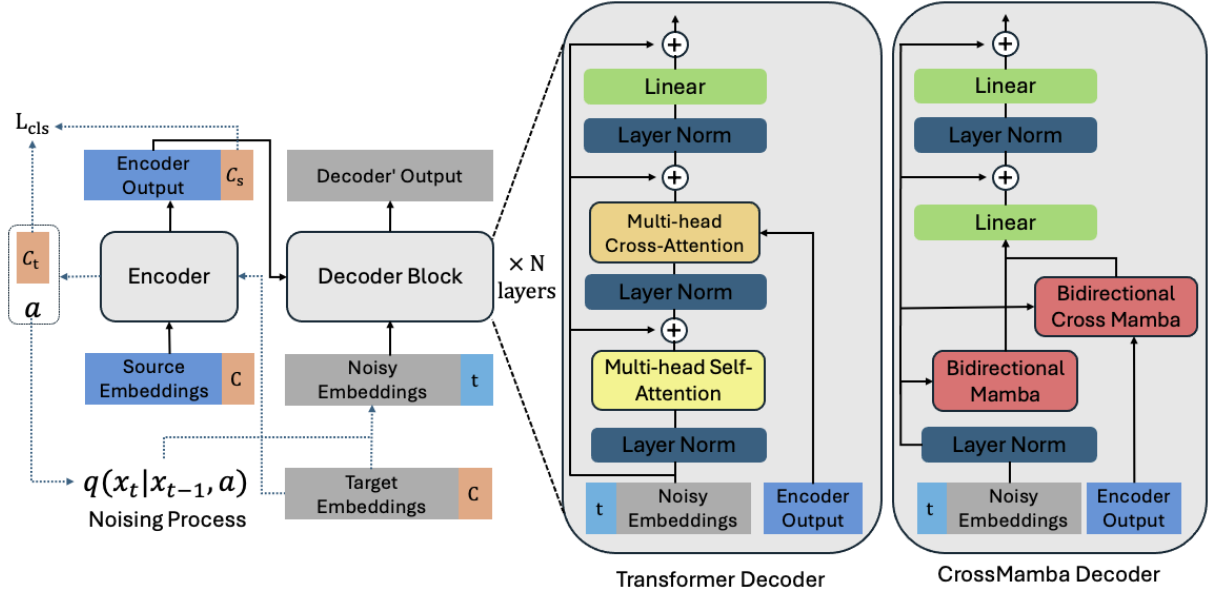 L_cls
Encoder
Output
C_s
Decoder' Output
C_t
a
Encoder
Decoder Block
× N
layers
Source
Embeddings
C
Noisy
Embeddings
t
q(x_t|x_{t-1}, a)
Noising Process
Target
Embeddings
C
+
Linear
Layer Norm
+
Multi-head
Cross-Attention
Layer Norm
+
Multi-head Self-
Attention
Layer Norm
t
Noisy
Embeddings
Encoder
Output
Transformer Decoder
+
Linear
Layer Norm
+
Linear
Bidirectional
Cross Mamba
Bidirectional
Mamba
Layer Norm
t
Noisy
Embeddings
Encoder
Output
CrossMamba Decoder